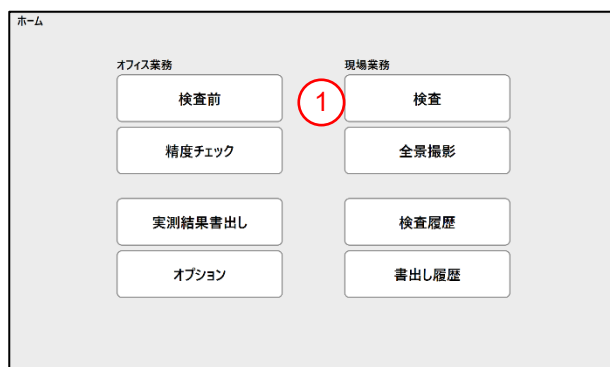 ホーム
オフィス業務
現場業務
検査前
1
検査
精度チェック
全景撮影
実測結果書出し
検査履歴
オプション
書出し履歴